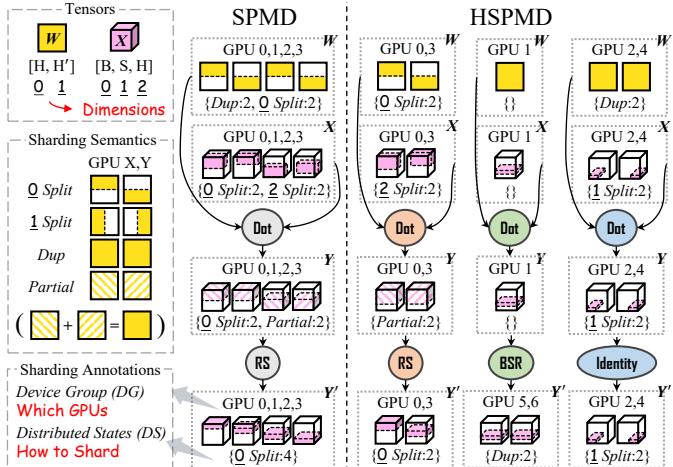 Tensors
W
X
[H, H′]
[B, S, H]
0 1
0 1 2
Dimensions
Sharding Semantics
GPU X,Y
0 Split
1 Split
Dup
Partial
( + = )
Sharding Annotations
Device Group (DG)
Which GPUs
Distributed States (DS)
How to Shard
SPMD
W
GPU 0,1,2,3
{Dup:2, 0 Split:2}
X
GPU 0,1,2,3
{0 Split:2, 2 Split:2}
Dot
Y
GPU 0,1,2,3
{0 Split:2, Partial:2}
RS
Y′
GPU 0,1,2,3
{0 Split:4}
HSPMD
W
GPU 0,3
{0 Split:2}
GPU 1
{}
GPU 2,4
{Dup:2}
W
W
X
GPU 0,3
{2 Split:2}
X
GPU 1
{}
X
GPU 2,4
{1 Split:2}
Dot
Dot
Dot
Y
GPU 0,3
{Partial:2}
Y
GPU 1
{}
Y
GPU 2,4
{1 Split:2}
RS
BSR
Identity
Y′
GPU 0,3
{0 Split:2}
Y′
GPU 5,6
{Dup:2}
Y′
GPU 2,4
{1 Split:2}